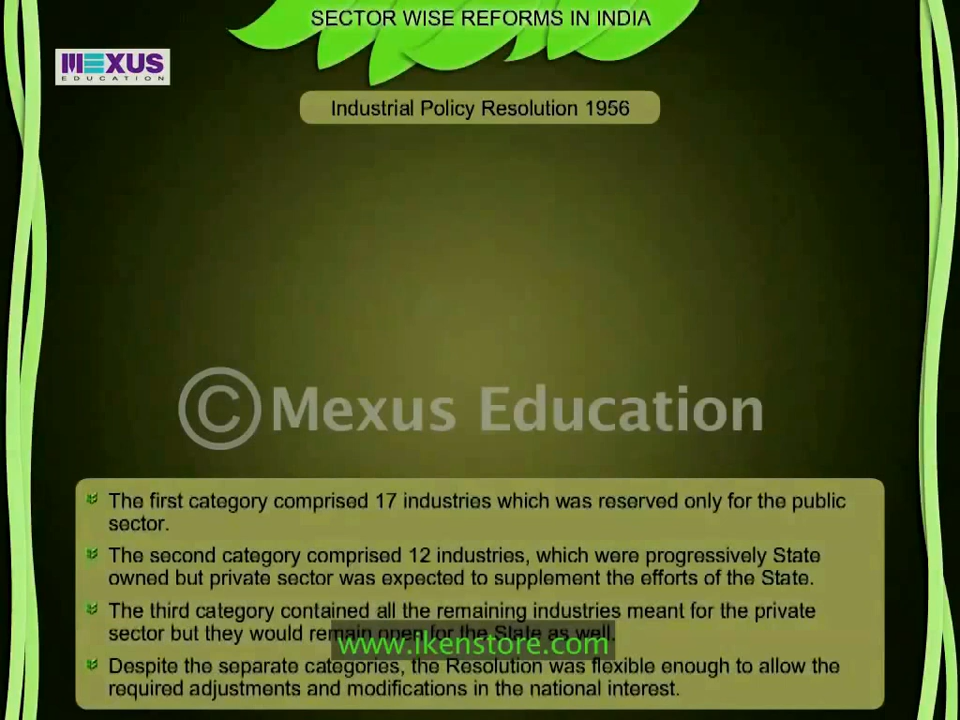 SECTOR WISE REFORMS IN INDIA
MEXUS
EDUCATION
Industrial Policy Resolution 1956
© Mexus Education
The first category comprised 17 industries which was reserved only for the public
sector.
The second category comprised 12 industries, which were progressively State
owned but private sector was expected to supplement the efforts of the State.
The third category contained all the remaining industries meant for the private
sector but they would remain open for the State as well.
www.ikenstore.com
Despite the separate categories, the Resolution was flexible enough to allow the
required adjustments and modifications in the national interest.